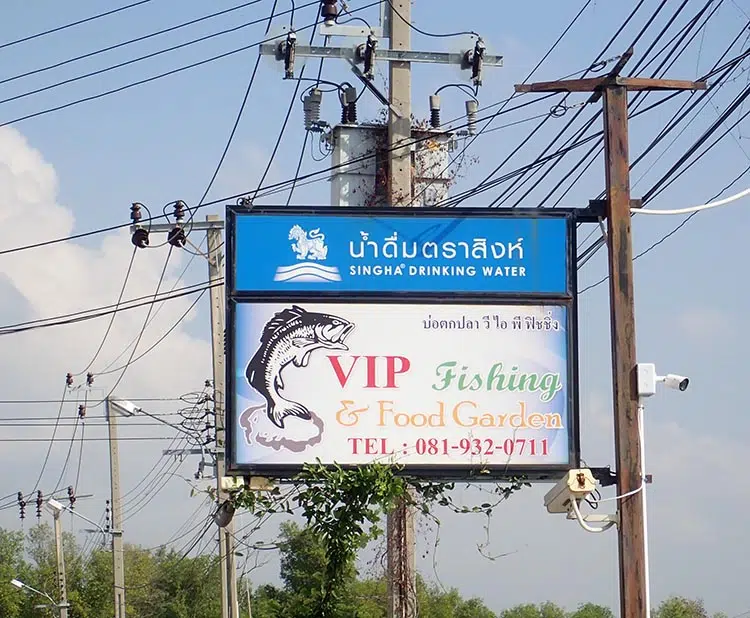 น้ำดื่มตราสิงห์
SINGHA® DRINKING WATER
บ่อตกปลา วี ไอ พี ฟิชชิ่ง
VIP Fishing
& Food Garden
TEL : 081-932-0711